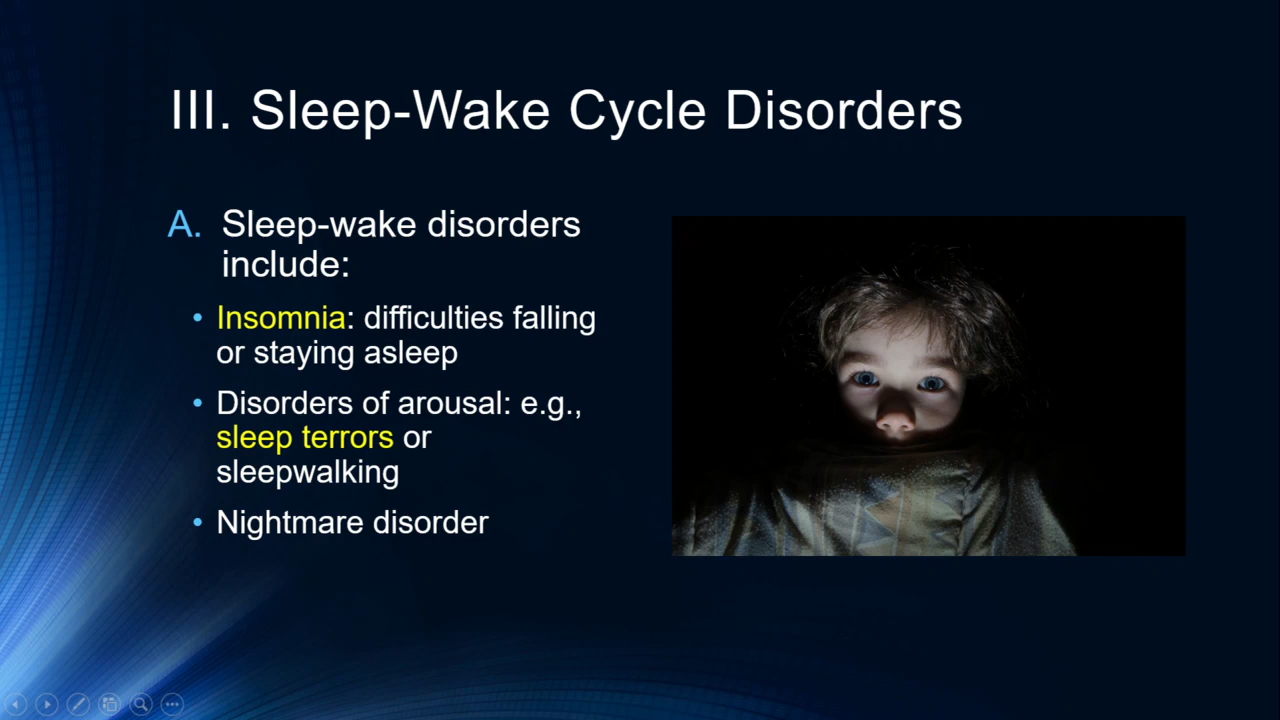 III. Sleep-Wake Cycle Disorders
A. Sleep-wake disorders
include:
• Insomnia: difficulties falling
or staying asleep
• Disorders of arousal: e.g.,
sleep terrors or
sleepwalking
• Nightmare disorder